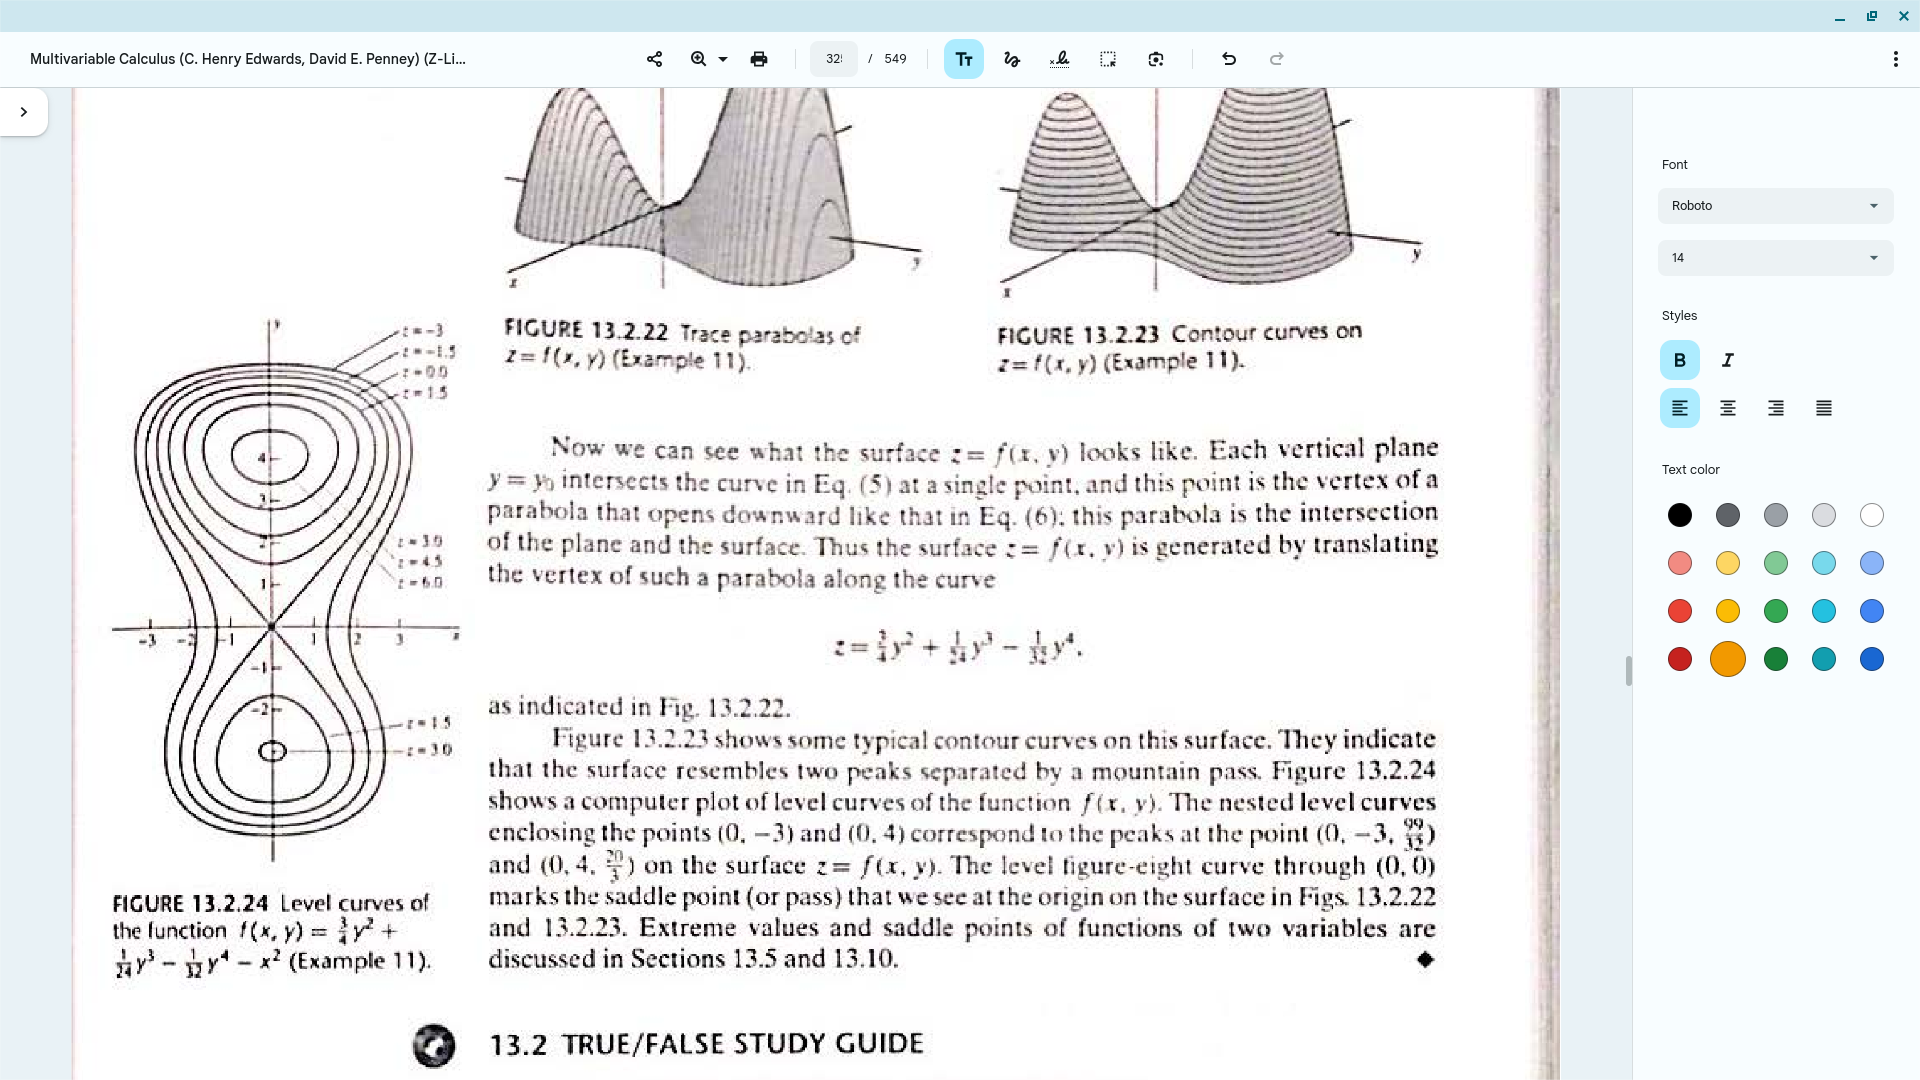 Multivariable Calculus (C. Henry Edwards, David E. Penney) (Z-Li...
/ 549
Font
Roboto
14
Styles
B I
Text color
x
y
x
y
FIGURE 13.2.22 Trace parabolas of
z = f(x, y) (Example 11).
FIGURE 13.2.23 Contour curves on
z = f(x, y) (Example 11).
y
z = −3
z = −1.5
z = 0.0
z = 1.5
4
3
2
z = 3.0
z = 4.5
z = 6.0
1
−3 −2 −1 1 2 3 x
−1
−2
z = 1.5
z = 3.0
FIGURE 13.2.24 Level curves of
the function f(x, y) = 3/4 y² +
1/24 y³ − 1/32 y⁴ − x² (Example 11).
Now we can see what the surface z = f(x, y) looks like. Each vertical plane
y = y₀ intersects the curve in Eq. (5) at a single point, and this point is the vertex of a
parabola that opens downward like that in Eq. (6); this parabola is the intersection
of the plane and the surface. Thus the surface z = f(x, y) is generated by translating
the vertex of such a parabola along the curve
z = 3/4 y² + 1/24 y³ − 1/32 y⁴,
as indicated in Fig. 13.2.22.
Figure 13.2.23 shows some typical contour curves on this surface. They indicate
that the surface resembles two peaks separated by a mountain pass. Figure 13.2.24
shows a computer plot of level curves of the function f(x, y). The nested level curves
enclosing the points (0, −3) and (0, 4) correspond to the peaks at the point (0, −3, 99/32)
and (0, 4, 20/3) on the surface z = f(x, y). The level figure-eight curve through (0, 0)
marks the saddle point (or pass) that we see at the origin on the surface in Figs. 13.2.22
and 13.2.23. Extreme values and saddle points of functions of two variables are
discussed in Sections 13.5 and 13.10.
13.2 TRUE/FALSE STUDY GUIDE